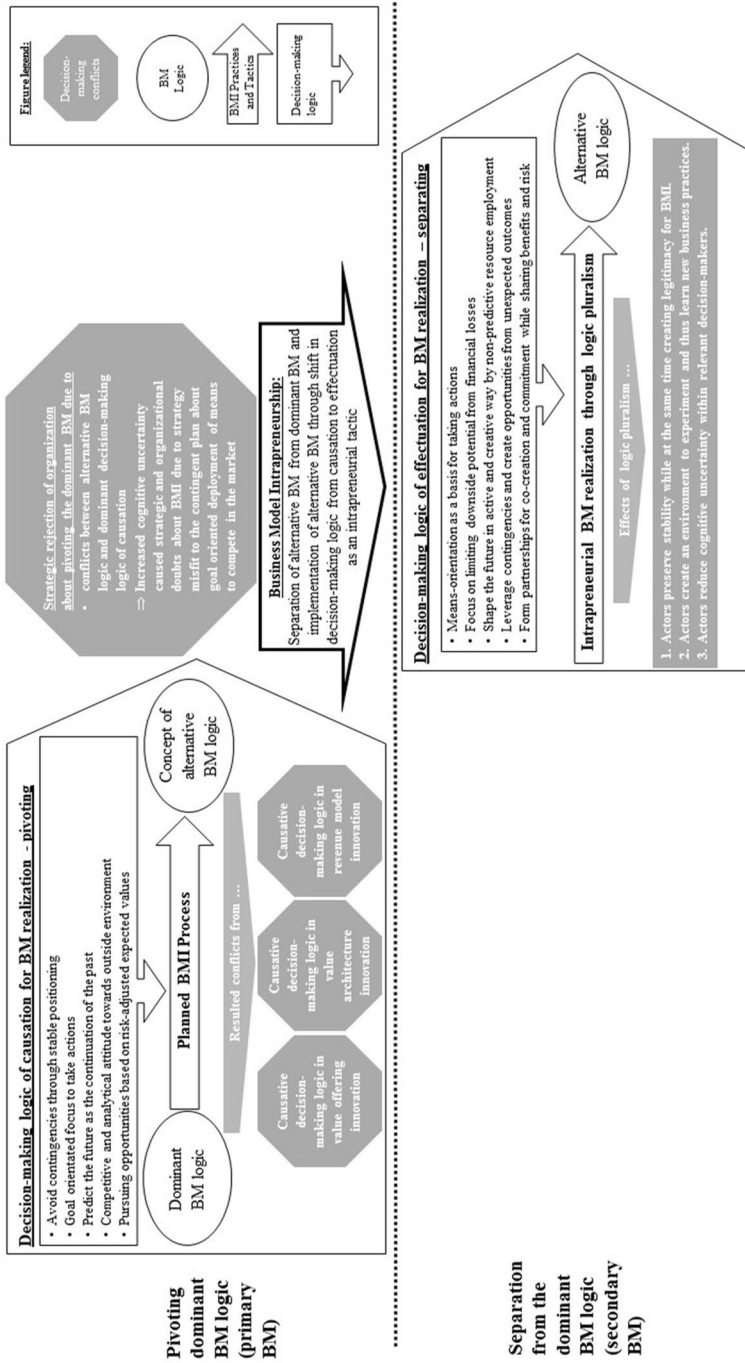 Pivoting
dominant
BM logic
(primary
BM)
Decision-making logic of causation for BM realization - pivoting
• Avoid contingencies through stable positioning
• Goal orientated focus to take actions
• Predict the future as the continuation of the past
• Competitive and analytical attitude towards outside environment
• Pursuing opportunities based on risk-adjusted expected values
Dominant
BM logic
Planned BMI Process
Concept of
alternative
BM logic
Resulted conflicts from ...
Causative
decision-
making logic in
value offering
innovation
Causative
decision-
making logic in
value
architecture
innovation
Causative
decision-
making logic in
revenue model
innovation
Strategic rejection of organization
about pivoting the dominant BM due to
• conflicts between alternative BM
logic and dominant decision-making
logic of causation
⇒ Increased cognitive uncertainty
caused strategic and organizational
doubts about BMI due to strategy
misfit to the contingent plan about
goal oriented deployment of means
to compete in the market
Business Model Intrapreneurship:
Separation of alternative BM from dominant BM and
implementation of alternative BM through shift in
decision-making logic from causation to effectuation
as an intrapreneurial tactic
Figure legend:
Decision-
making
conflicts
BM
Logic
BMI Practices
and Tactics
Decision-making
logic
Separation
from the
dominant
BM logic
(secondary
BM)
Decision-making logic of effectuation for BM realization – separating
• Means-orientation as a basis for taking actions
• Focus on limiting downside potential from financial losses
• Shape the future in active and creative way by non-predictive resource employment
• Leverage contingencies and create opportunities from unexpected outcomes
• Form partnerships for co-creation and commitment while sharing benefits and risk
Intrapreneurial BM realization through logic pluralism
Alternative
BM logic
Effects of logic pluralism ...
1. Actors preserve stability while at the same time creating legitimacy for BMI.
2. Actors create an environment to experiment and thus learn new business practices.
3. Actors reduce cognitive uncertainty within relevant decision-makers.